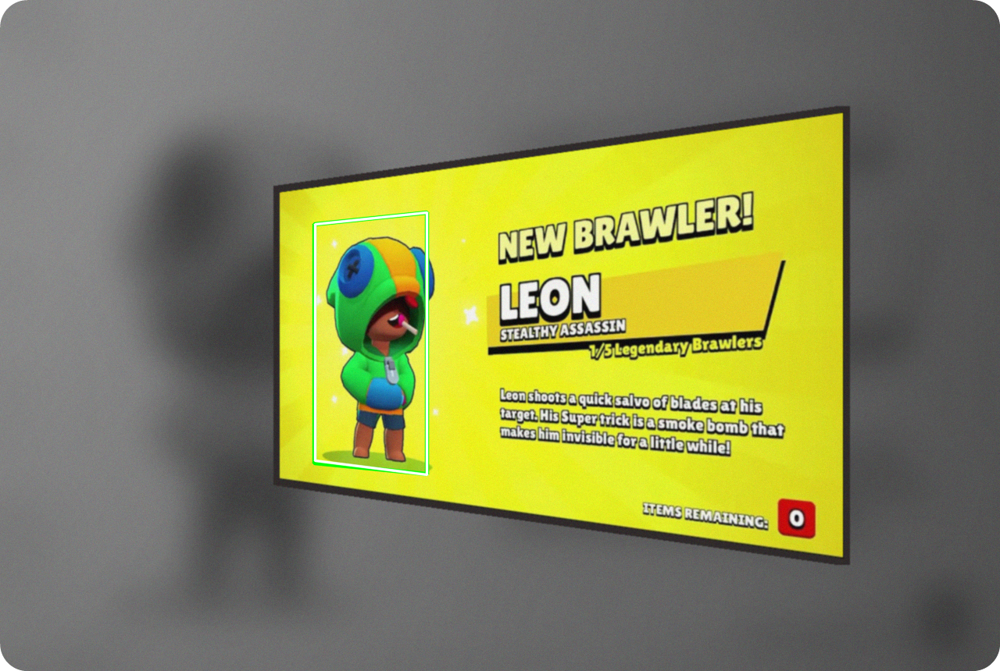 NEW BRAWLER!
LEON
STEALTHY ASSASSIN
1/5 Legendary Brawlers
Leon shoots a quick salvo of blades at his
target. His Super trick is a smoke bomb that
makes him invisible for a little while!
ITEMS REMAINING: 0